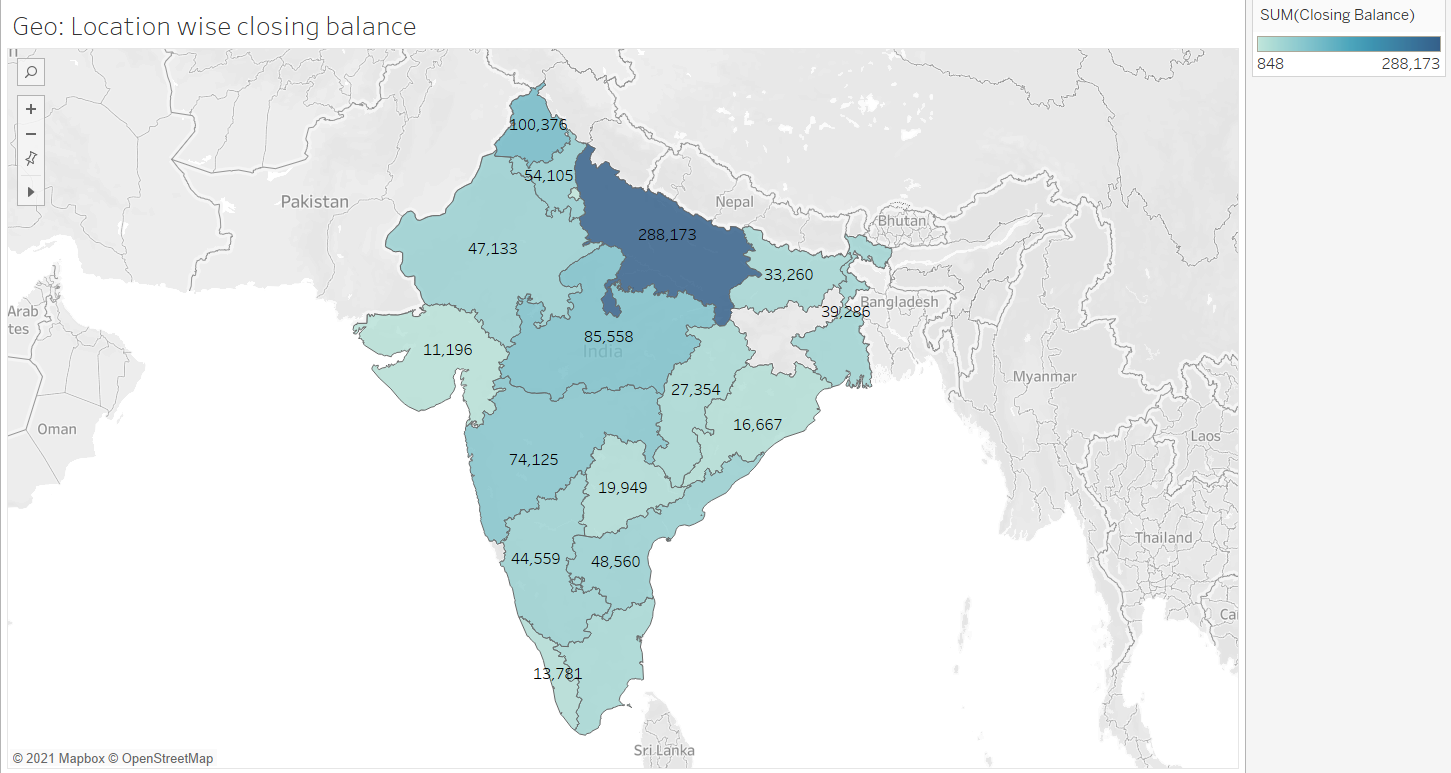 Geo: Location wise closing balance
SUM(Closing Balance)
848 288,173
100,376
54,105
Pakistan
Nepal
Bhutan
288,173
47,133
33,260
Arab
tes
Bangladesh
39,286
85,558
India
11,196
Myanmar
27,354
16,667
Oman
Laos
74,125
19,949
Thailand
44,559
48,560
Ca
13,781
Sri Lanka
© 2021 Mapbox © OpenStreetMap